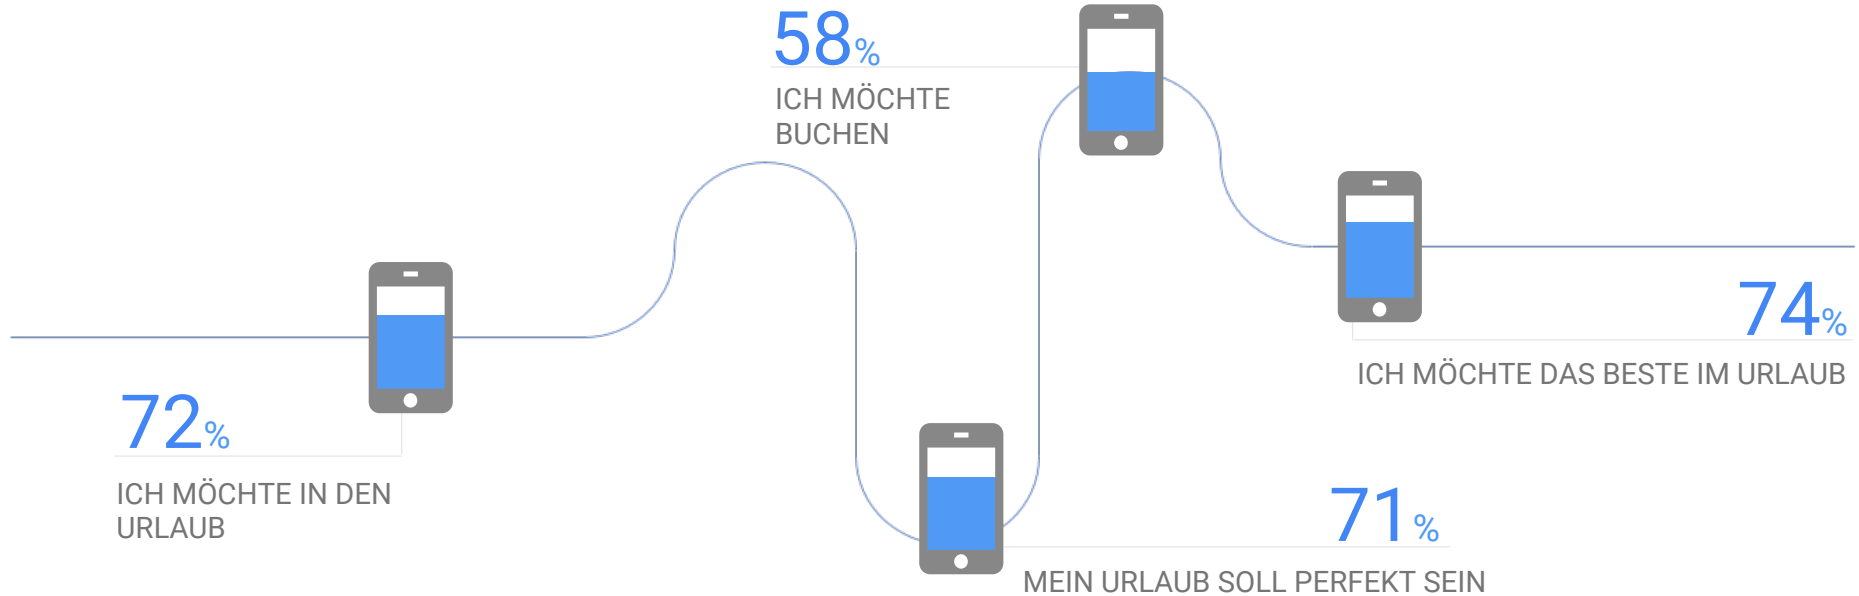 72%
ICH MÖCHTE IN DEN
URLAUB
58%
ICH MÖCHTE
BUCHEN
71%
MEIN URLAUB SOLL PERFEKT SEIN
74%
ICH MÖCHTE DAS BESTE IM URLAUB